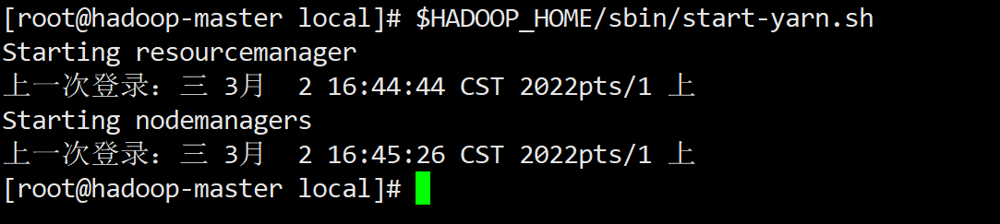 [root@hadoop-master local]# $HADOOP_HOME/sbin/start-yarn.sh
Starting resourcemanager
上一次登录：三 3月  2 16:44:44 CST 2022pts/1 上
Starting nodemanagers
上一次登录：三 3月  2 16:45:26 CST 2022pts/1 上
[root@hadoop-master local]#